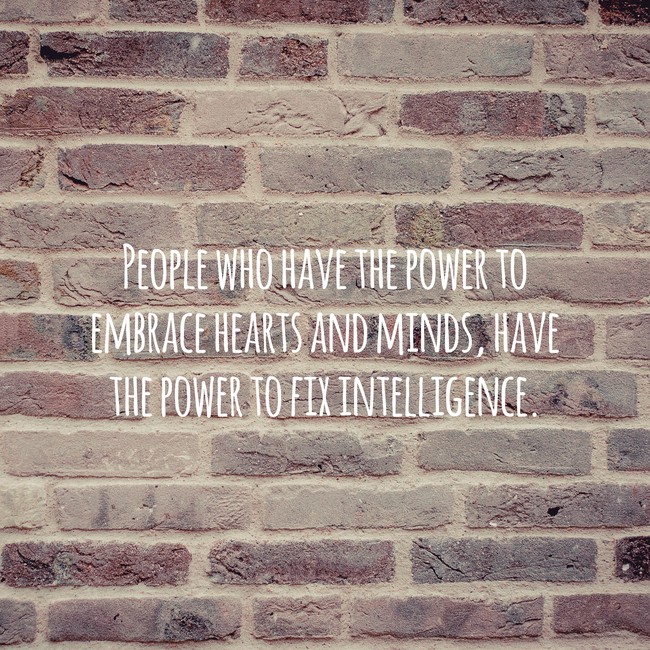 People who have the power to
embrace hearts and minds, have
the power to fix intelligence.